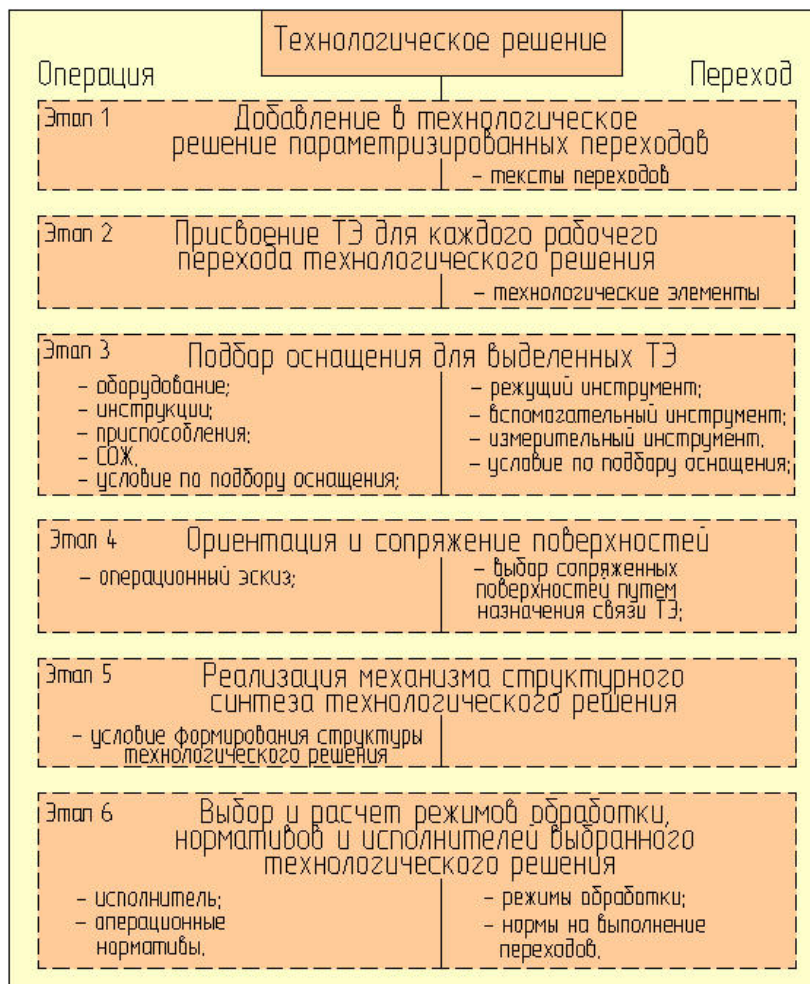 Технологическое решение
Операция
Переход
Этап 1
Добавление в технологическое
решение параметризированных переходов
– тексты переходов
Этап 2
Присвоение ТЭ для каждого рабочего
перехода технологического решения
– технологические элементы
Этап 3
Подбор оснащения для выделенных ТЭ
– оборудование;
– инструкции;
– приспособления;
– СОЖ.
– условие по подбору оснащения;
– режущий инструмент;
– вспомагательный инструмент;
– измерительный инструмент.
– условие по подбору оснащения;
Этап 4
Ориентация и сопряжение поверхностей
– операционный эскиз;
– выбор сопряженных
поверхностей путем
назначения связи ТЭ;
Этап 5
Реализация механизма структурного
синтеза технологического решения
– условие формирования структуры
технологического решения
Этап 6
Выбор и расчет режимов обработки,
нормативов и исполнителей выбранного
технологического решения
– исполнитель;
– операционные
нормативы.
– режимы обработки;
– нормы на выполнение
переходов.